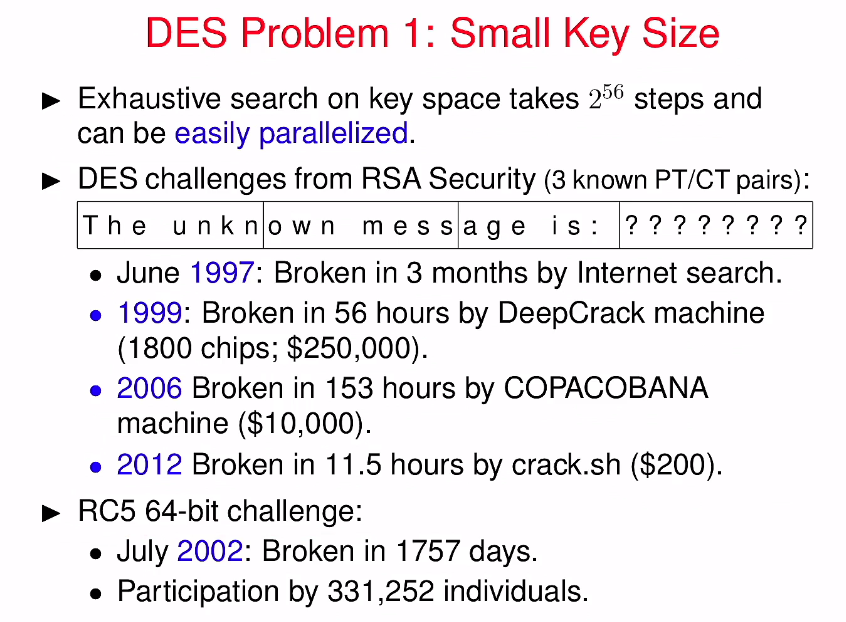 DES Problem 1: Small Key Size
▶ Exhaustive search on key space takes 2^56 steps and
can be easily parallelized.
▶ DES challenges from RSA Security (3 known PT/CT pairs):
The unkn|own mess|age is: |????????
• June 1997: Broken in 3 months by Internet search.
• 1999: Broken in 56 hours by DeepCrack machine
(1800 chips; $250,000).
• 2006 Broken in 153 hours by COPACOBANA
machine ($10,000).
• 2012 Broken in 11.5 hours by crack.sh ($200).
▶ RC5 64-bit challenge:
• July 2002: Broken in 1757 days.
• Participation by 331,252 individuals.